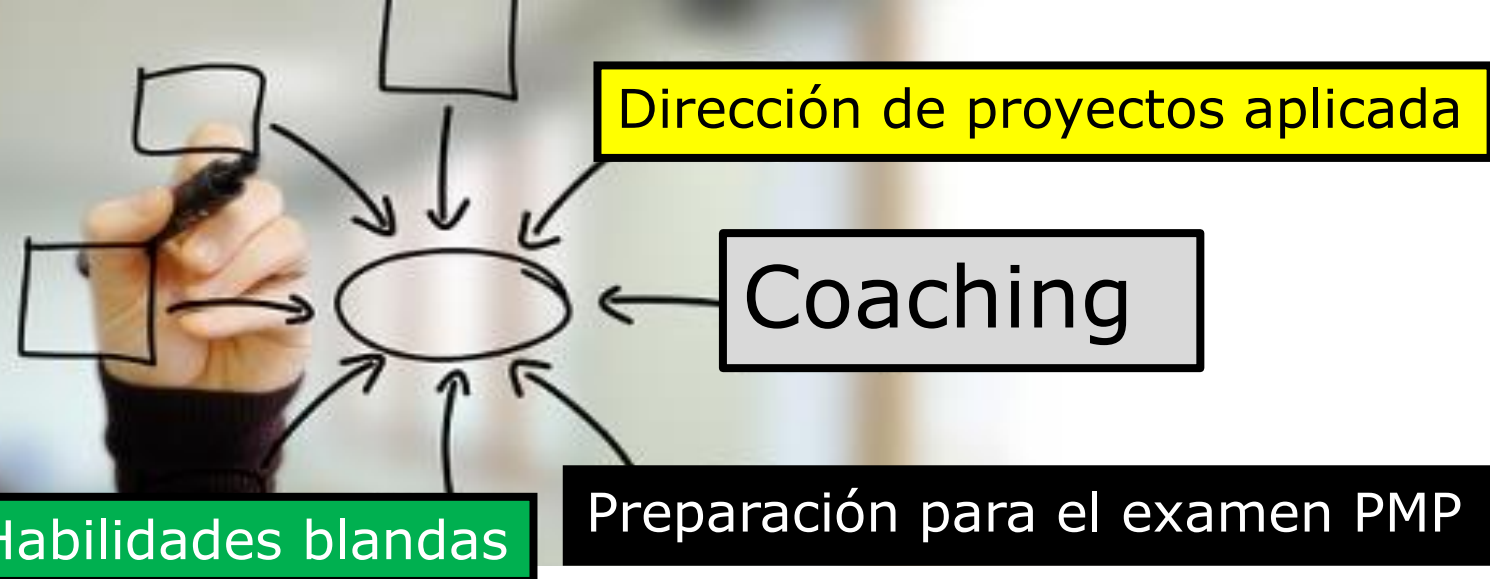 Dirección de proyectos aplicada
Coaching
Preparación para el examen PMP
Habilidades blandas